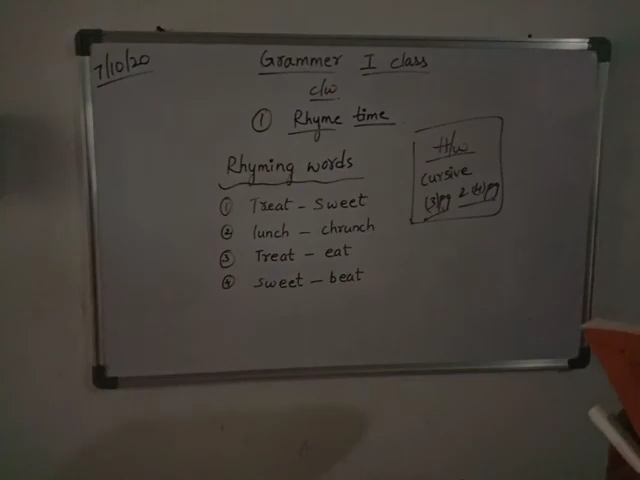 7/10/20
Grammer I class
c/w
① Rhyme time
Rhyming words
① Treat - Sweet
② lunch - chrunch
③ Treat - eat
④ sweet - beat
H/w
cursive
(3)pg 2 (4)pg